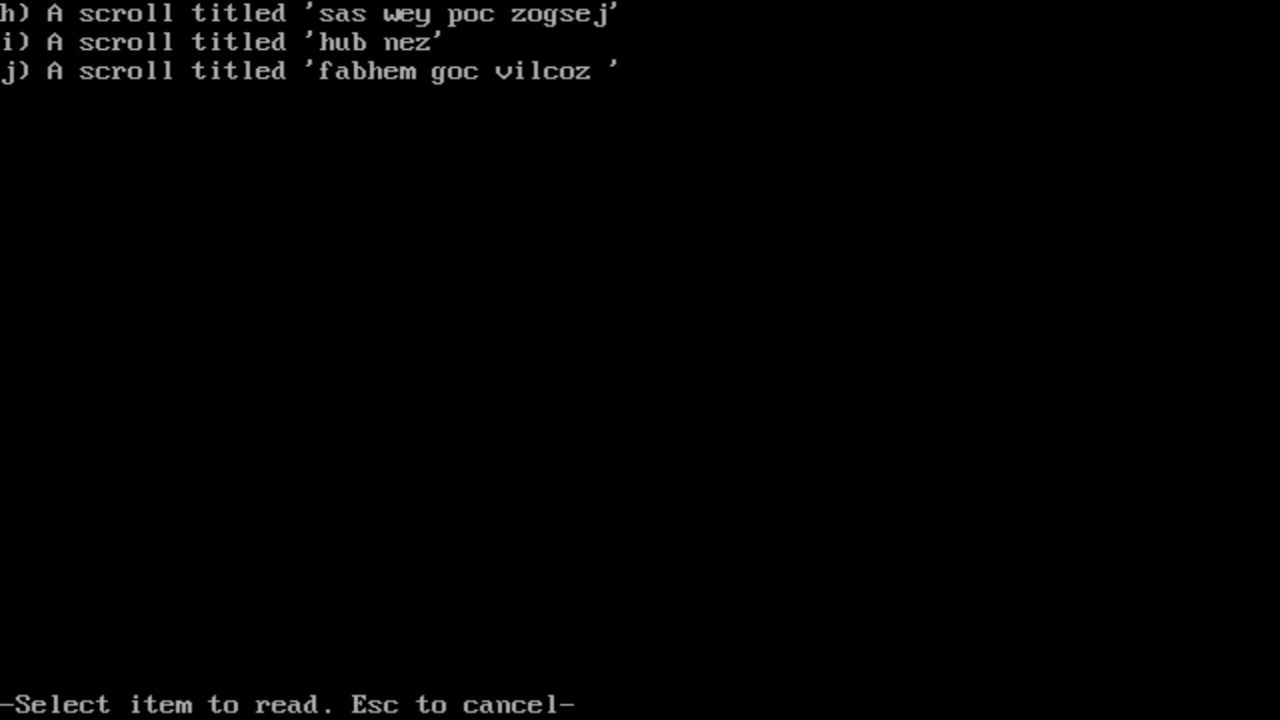 h) A scroll titled 'sas wey poc zogsej'
i) A scroll titled 'hub nez'
j) A scroll titled 'fabhem goc vilcoz '
-Select item to read. Esc to cancel-